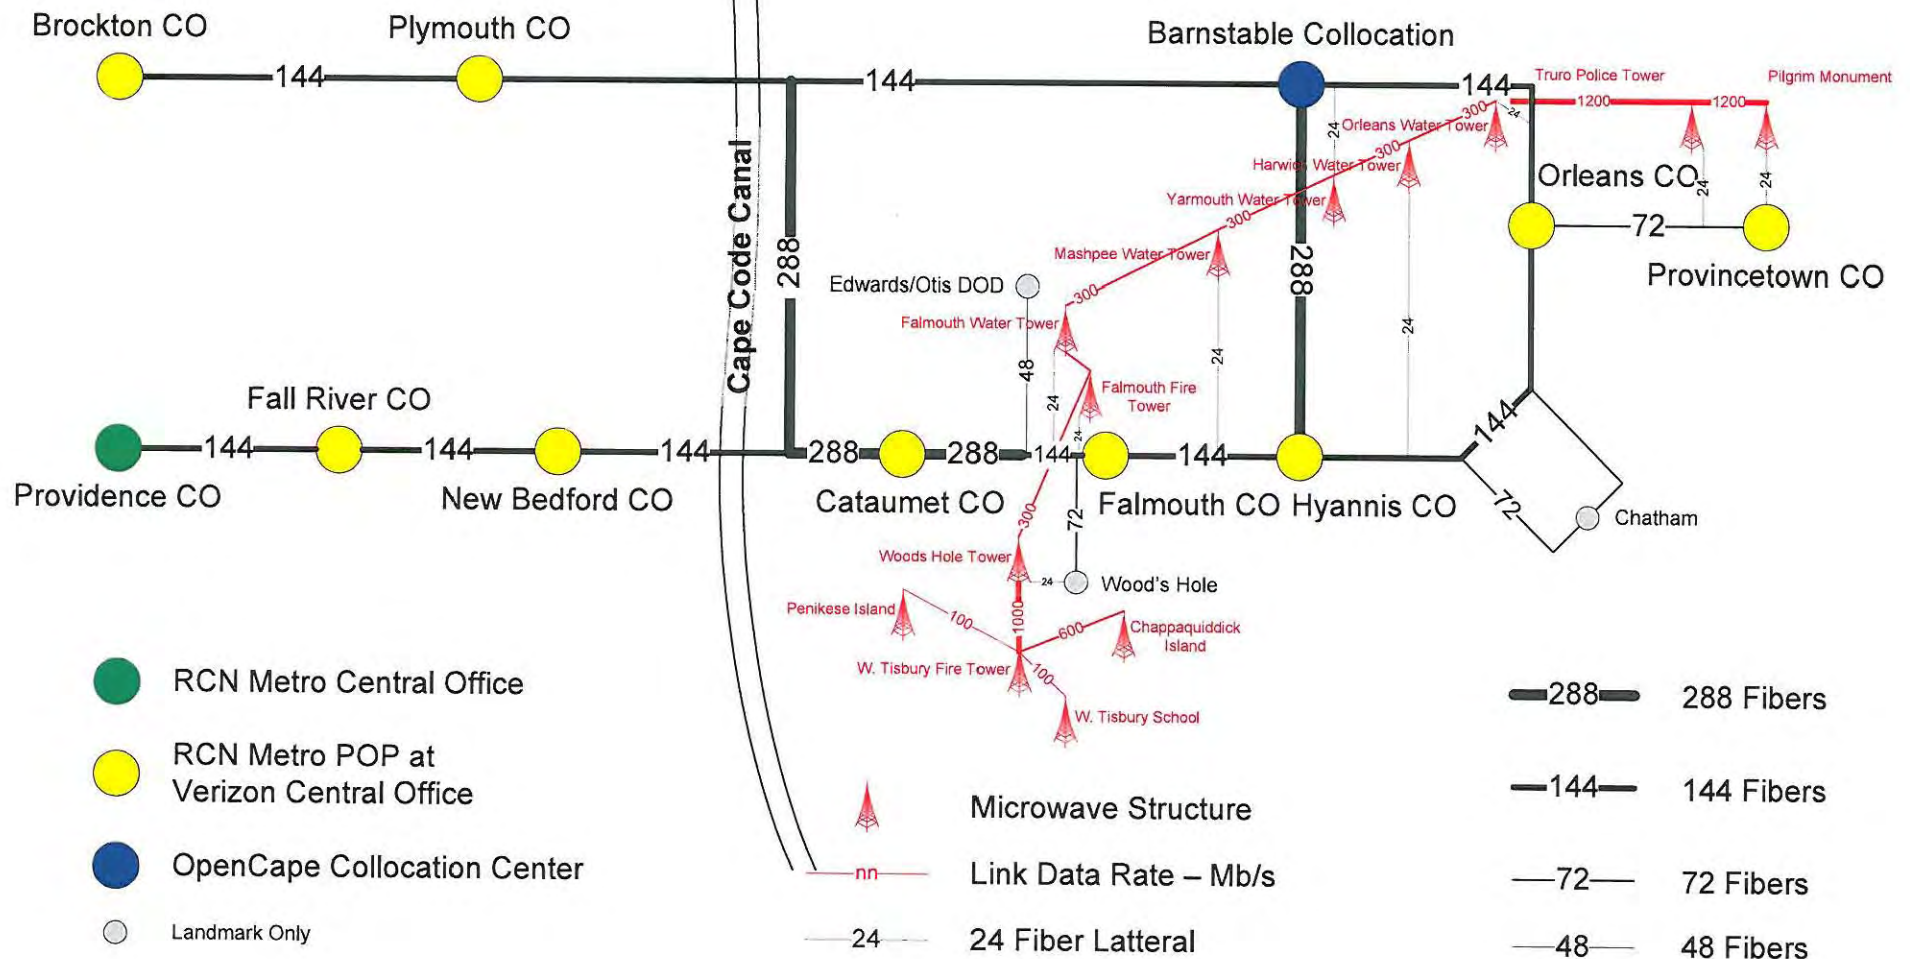 Brockton CO
Plymouth CO
Barnstable Collocation
144
144
144
Truro Police Tower
Pilgrim Monument
1200
1200
300
24
Orleans Water Tower
24
300
Harwich Water Tower
Orleans CO
24
24
Yarmouth Water Tower
300
72
Mashpee Water Tower
Provincetown CO
Cape Code Canal
288
288
Edwards/Otis DOD
300
Falmouth Water Tower
24
24
48
Falmouth Fire
Tower
24
24
Fall River CO
144
144
144
144
288
288
144
144
Providence CO
New Bedford CO
Cataumet CO
Falmouth CO
Hyannis CO
72
Chatham
300
72
Woods Hole Tower
24
Wood's Hole
Penikese Island
100
1000
600
Chappaquiddick
Island
W. Tisbury Fire Tower
100
W. Tisbury School
RCN Metro Central Office
RCN Metro POP at
Verizon Central Office
OpenCape Collocation Center
Landmark Only
Microwave Structure
nn
Link Data Rate – Mb/s
24
24 Fiber Latteral
288
288 Fibers
144
144 Fibers
72
72 Fibers
48
48 Fibers